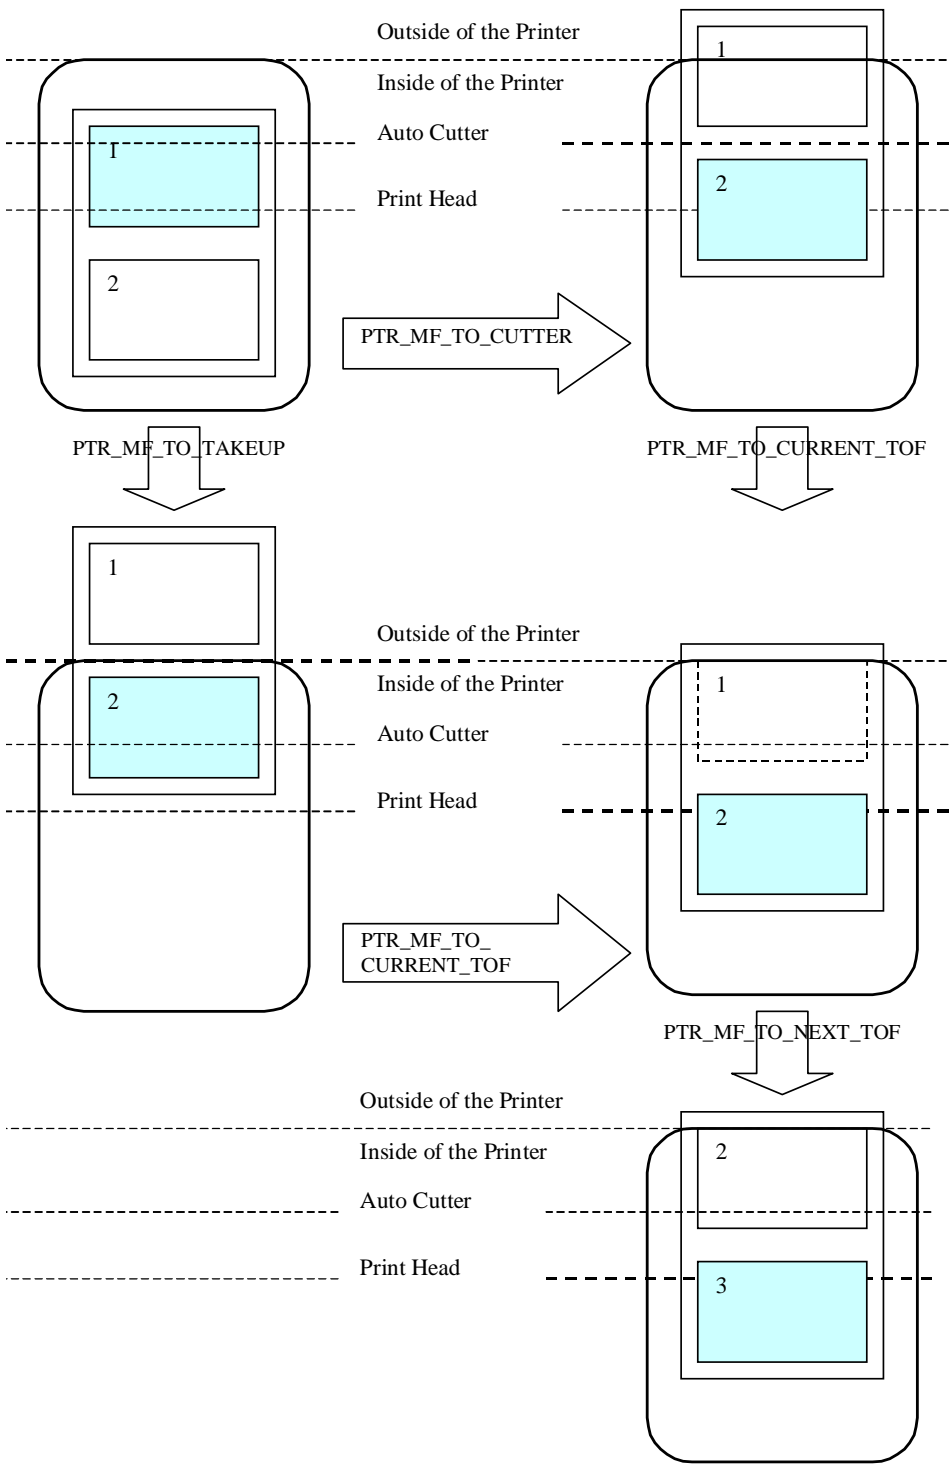 Outside of the Printer
1
Inside of the Printer
Auto Cutter
1
Print Head
2
2
PTR_MF_TO_CUTTER
PTR_MF_TO_TAKEUP
PTR_MF_TO_CURRENT_TOF
1
Outside of the Printer
Inside of the Printer
1
2
Auto Cutter
Print Head
2
PTR_MF_TO_
CURRENT_TOF
PTR_MF_TO_NEXT_TOF
Outside of the Printer
Inside of the Printer
2
Auto Cutter
Print Head
3